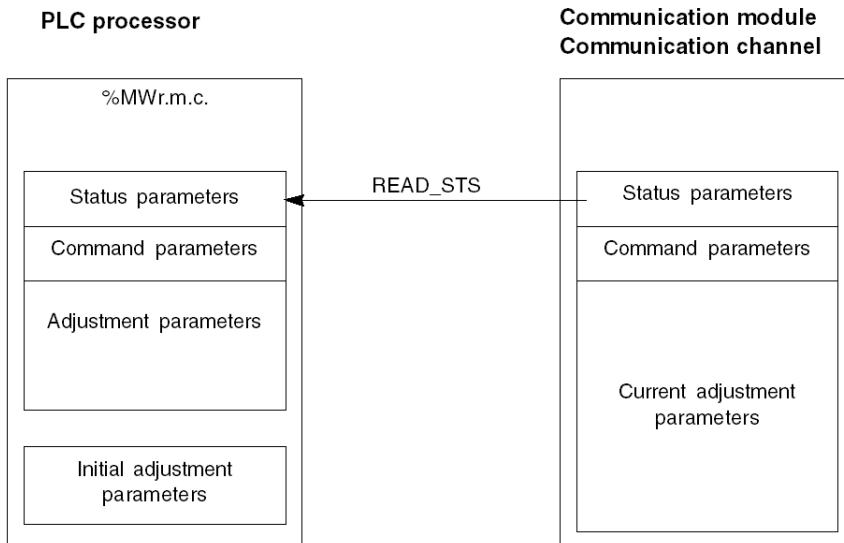 PLC processor
Communication module
Communication channel
%MWr.m.c.
Status parameters
READ_STS
Status parameters
Command parameters
Command parameters
Adjustment parameters
Current adjustment
parameters
Initial adjustment
parameters